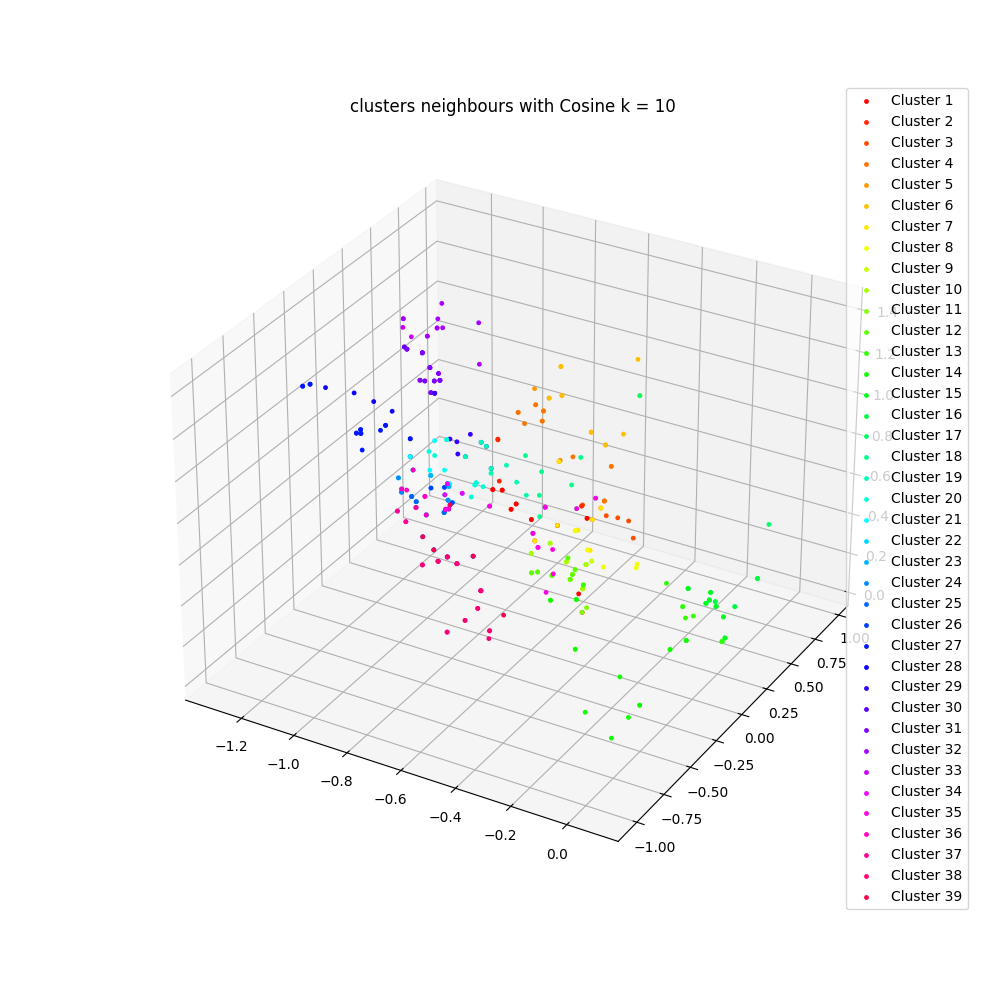 clusters neighbours with Cosine k = 10
Cluster 1
Cluster 2
Cluster 3
Cluster 4
Cluster 5
Cluster 6
Cluster 7
Cluster 8
Cluster 9
Cluster 10
Cluster 11
Cluster 12
Cluster 13
Cluster 14
Cluster 15
Cluster 16
Cluster 17
Cluster 18
Cluster 19
Cluster 20
Cluster 21
Cluster 22
Cluster 23
Cluster 24
Cluster 25
Cluster 26
Cluster 27
Cluster 28
Cluster 29
Cluster 30
Cluster 31
Cluster 32
Cluster 33
Cluster 34
Cluster 35
Cluster 36
Cluster 37
Cluster 38
Cluster 39
1.2
1.0
0.8
0.6
0.4
0.2
0.0
1.00
0.75
0.50
0.25
0.00
−0.25
−0.50
−0.75
−1.00
−1.2
−1.0
−0.8
−0.6
−0.4
−0.2
0.0